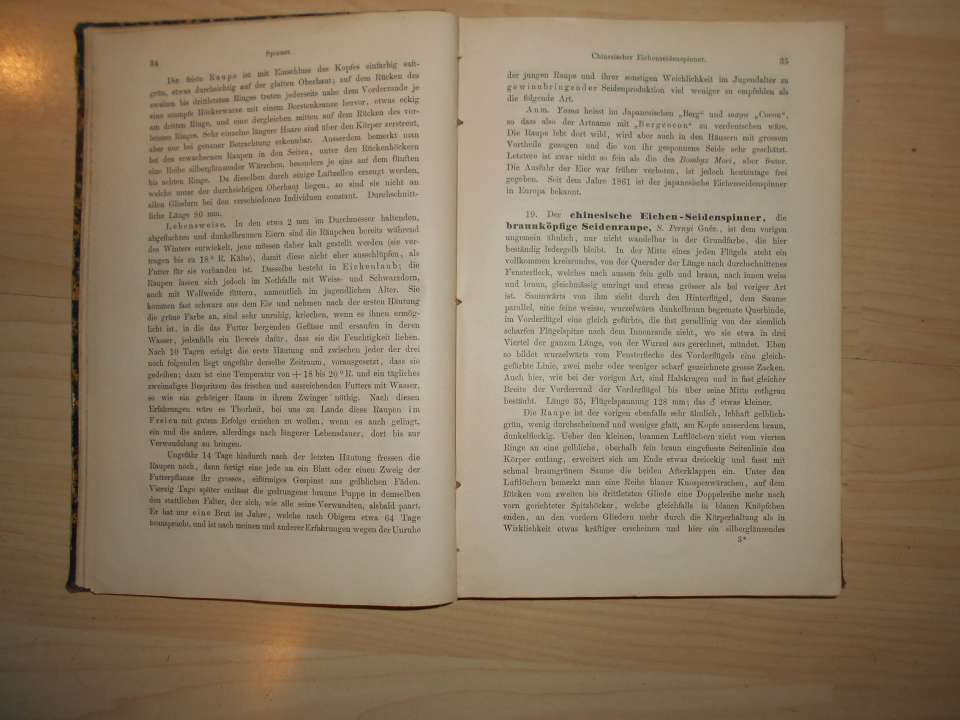 34
Spinner.
Die feiste Raupe ist mit Einschluss des Kopfes einfarbig saft-
grün, etwas durchsichtig auf der glatten Oberhaut; auf dem Rücken des
zweiten bis drittletzten Ringes treten jederseits nahe dem Vorderrande je
eine stumpfe Höckerwarze mit einem Borstenkranze hervor, etwas eckig
am dritten Ringe, und eine dergleichen mitten auf dem Rücken des vor-
letzten Ringes. Sehr einzelne längere Haare sind über den Körper zerstreut,
aber nur bei genauer Betrachtung erkennbar. Ausserdem bemerkt man
bei den erwachsenen Raupen in den Seiten, unter den Rückenhöckern
eine Reihe silberglänzender Wärzchen, besonders je eins auf dem fünften
bis achten Ringe. Da dieselben durch einige Luftzellen erzeugt werden,
welche unter der durchsichtigen Oberhaut liegen, so sind sie nicht an
allen Gliedern bei den verschiedenen Individuen constant. Durchschnitt-
liche Länge 80 mm.
Lebensweise. In den etwa 2 mm im Durchmesser haltenden,
abgeflachten und dunkelbraunen Eiern sind die Räupchen bereits während
des Winters entwickelt, jene müssen daher kalt gestellt werden (sie ver-
tragen bis zu 18° R. Kälte), damit diese nicht eher ausschlüpfen, als
Futter für sie vorhanden ist. Dasselbe besteht in Eichenlaub; die
Raupen lassen sich jedoch im Nothfalle mit Weiss- und Schwarzdorn,
auch mit Wollweide füttern, namentlich im jugendlichen Alter. Sie
kommen fast schwarz aus dem Eie und nehmen nach der ersten Häutung
die grüne Farbe an, sind sehr unruhig, kriechen, wenn es ihnen ermög-
licht ist, in die das Futter bergenden Gefässe und ersaufen in deren
Wasser, jedenfalls ein Beweis dafür, dass sie die Feuchtigkeit lieben.
Nach 10 Tagen erfolgt die erste Häutung und zwischen jeder der drei
noch folgenden liegt ungefähr derselbe Zeitraum, vorausgesetzt, dass sie
gedeihen; dazu ist eine Temperatur von + 18 bis 20° R. und ein tägliches
zweimaliges Bespritzen des frischen und ausreichenden Futters mit Wasser,
so wie ein gehöriger Raum in ihrem Zwinger nöthig. Nach diesen
Erfahrungen wäre es Thorheit, bei uns zu Lande diese Raupen im
Freien mit gutem Erfolge erziehen zu wollen, wenn es auch gelingt,
ein und die andere, allerdings nach längerer Lebensdauer, dort bis zur
Verwandlung zu bringen.
Ungefähr 14 Tage hindurch nach der letzten Häutung fressen die
Raupen noch, dann fertigt eine jede an ein Blatt oder einen Zweig der
Futterpflanze ihr grosses, eiförmiges Gespinst aus gelblichen Fäden.
Vierzig Tage später entlässt die gedrungene braune Puppe in demselben
den stattlichen Falter, der sich, wie alle seine Verwandten, alsbald paart.
Er hat nur eine Brut im Jahre, welche nach Obigem etwa 64 Tage
beansprucht, und ist nach meinen und anderer Erfahrungen wegen der Unruhe
Chinesischer Eichenseidenspinner.
35
der jungen Raupe und ihrer sonstigen Weichlichkeit im Jugendalter zu
gewinnbringender Seidenproduktion viel weniger zu empfehlen als
die folgende Art.
Anm. Yama heisst im Japanesischen „Berg“ und mayu „Cocon“,
so dass also der Artname mit „Bergcocon“ zu verdeutschen wäre.
Die Raupe lebt dort wild, wird aber auch in den Häusern mit grossem
Vortheile gezogen und die von ihr gesponnene Seide sehr geschätzt.
Letztere ist zwar nicht so fein als die des Bombyx Mori, aber fester.
Die Ausfuhr der Eier war früher verboten, ist jedoch heutzutage frei
gegeben. Seit dem Jahre 1861 ist der japanesische Eichenseidenspinner
in Europa bekannt.
19. Der chinesische Eichen-Seidenspinner, die
braunköpfige Seidenraupe, S. Pernyi Guér., ist dem vorigen
ungemein ähnlich, nur nicht wandelbar in der Grundfarbe, die hier
beständig ledergelb bleibt. In der Mitte eines jeden Flügels steht ein
vollkommen kreisrundes, von der Querader der Länge nach durchschnittenes
Fensterfleck, welches nach aussen fein gelb und braun, nach innen weiss
und braun, gleichmässig umringt und etwas grösser als bei voriger Art
ist. Saumwärts von ihm zieht durch den Hinterflügel, dem Saume
parallel, eine feine weisse, wurzelwärts dunkelbraun begrenzte Querbinde,
im Vorderflügel eine gleich gefärbte, die fast geradlinig von der ziemlich
scharfen Flügelspitze nach dem Innenrande zieht, wo sie etwa in drei
Viertel der ganzen Länge, von der Wurzel aus gerechnet, mündet. Eben
so bildet wurzelwärts vom Fensterflecke des Vorderflügels eine gleich-
gefärbte Linie, zwei mehr oder weniger scharf gezeichnete grosse Zacken.
Auch hier, wie bei der vorigen Art, sind Halskragen und in fast gleicher
Breite der Vorderrand der Vorderflügel bis über seine Mitte rothgrau
bestäubt. Länge 35, Flügelspannung 128 mm; das ♂ etwas kleiner.
Die Raupe ist der vorigen ebenfalls sehr ähnlich, lebhaft gelblich-
grün, wenig durchscheinend und weniger glatt, am Kopfe ausserdem braun,
dunkelfleckig. Ueber den kleinen, braunen Luftlöchern zieht vom vierten
Ringe an eine gelbliche, oberhalb fein braun eingefasste Seitenlinie den
Körper entlang, erweitert sich am Ende etwas dreieckig und fasst mit
schmal braungrünem Saume die beiden Afterklappen ein. Unter den
Luftlöchern bemerkt man eine Reihe blauer Knospenwärzchen, auf dem
Rücken vom zweiten bis drittletzten Gliede eine Doppelreihe mehr nach
vorn gerichteter Spitzhöcker, welche gleichfalls in blauen Knöpfchen
enden, an den vordern Gliedern mehr durch die Körperhaltung als in
Wirklichkeit etwas kräftiger erscheinen und hier ein silberglänzendes
3*